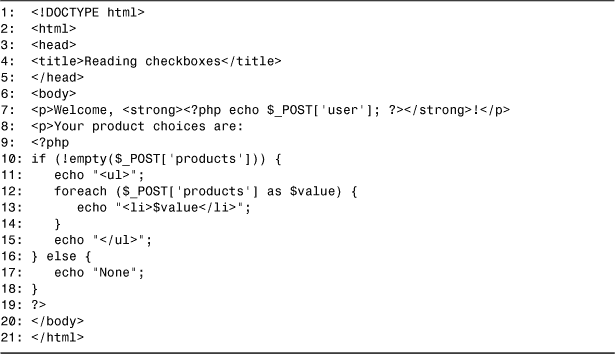 1: <!DOCTYPE html>
2: <html>
3: <head>
4: <title>Reading checkboxes</title>
5: </head>
6: <body>
7: <p>Welcome, <strong><?php echo $_POST['user']; ?></strong>!</p>
8: <p>Your product choices are:
9: <?php
10: if (!empty($_POST['products'])) {
11:    echo "<ul>";
12:    foreach ($_POST['products'] as $value) {
13:       echo "<li>$value</li>";
14:    }
15:    echo "</ul>";
16: } else {
17:    echo "None";
18: }
19: ?>
20: </body>
21: </html>